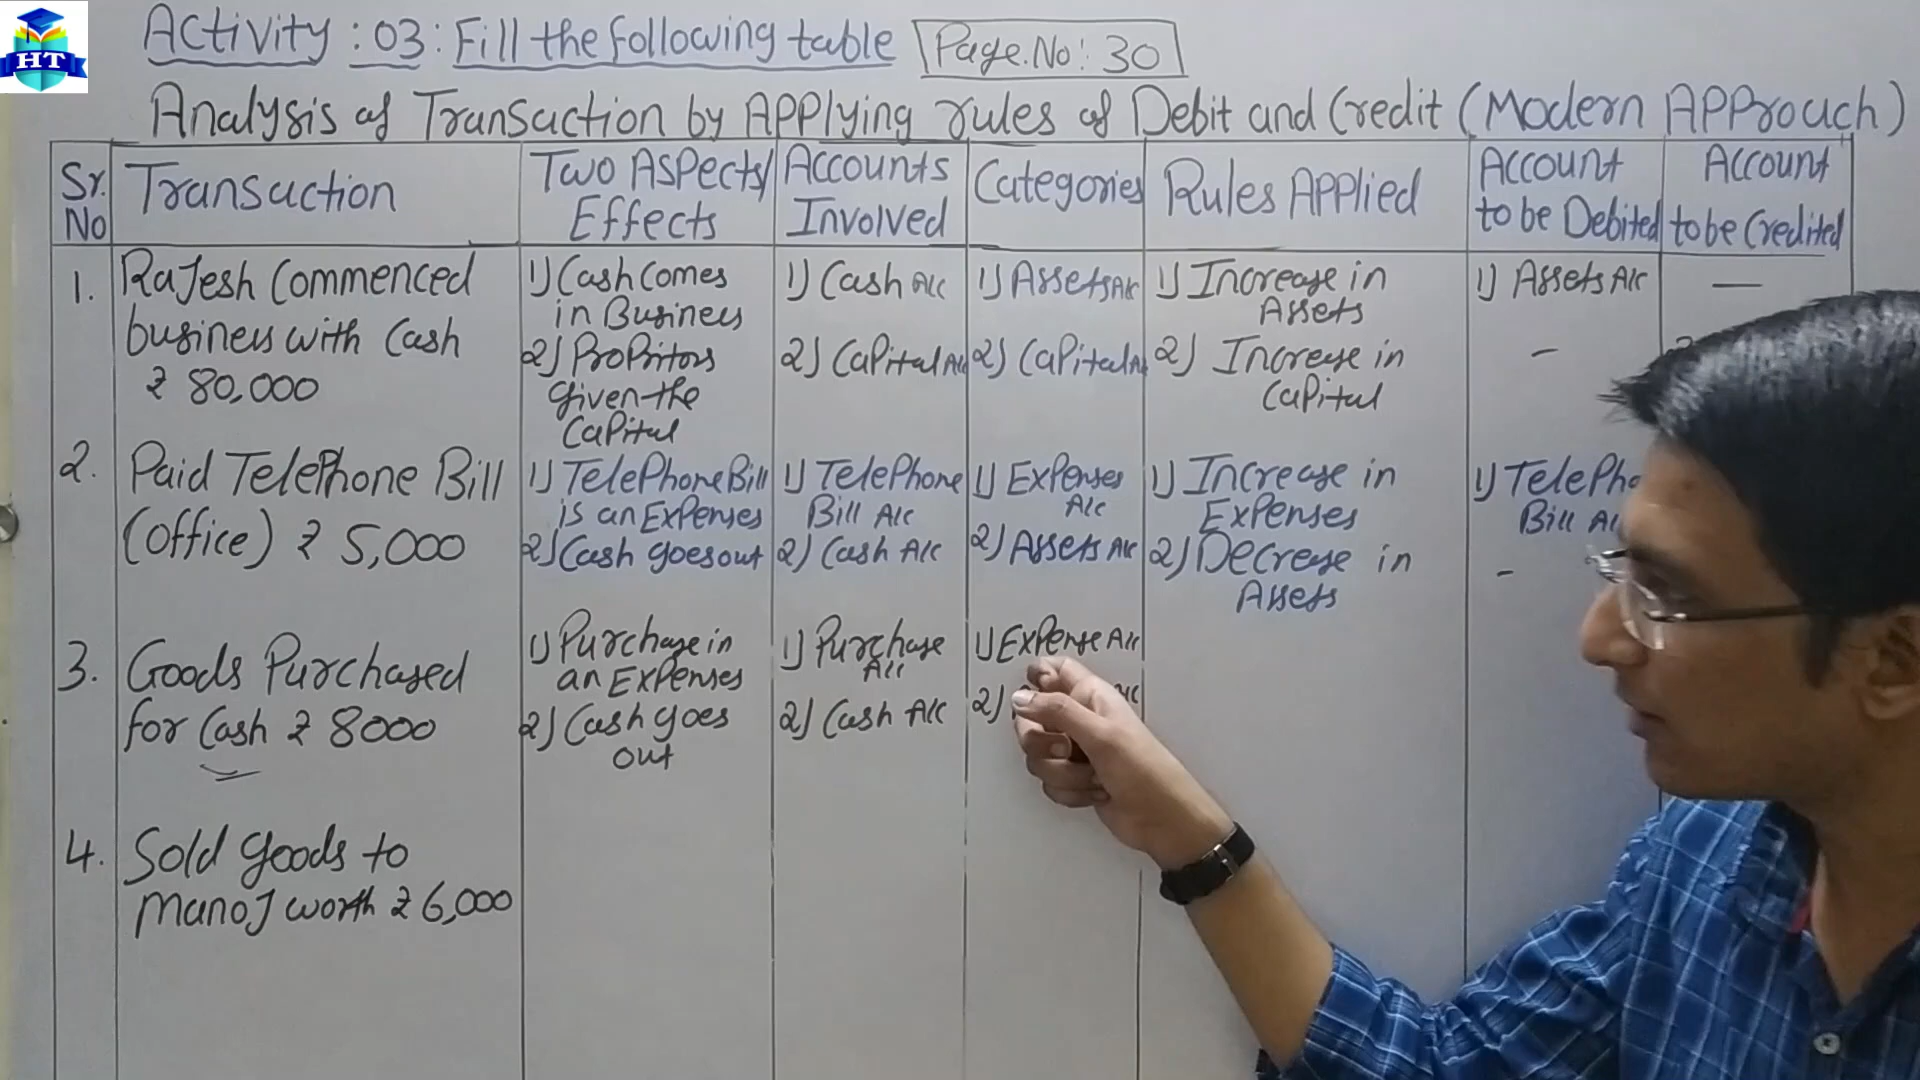 HT
Activity : 03 : Fill the following table
Page.No: 30
Analysis of Transaction by Applying rules of Debit and Credit (Modern Approach)
Sr. No
Transaction
Two Aspects/
Effects
Accounts
Involved
Categories
Rules Applied
Account
to be Debited
Account
to be Credited
1.
Rajesh Commenced
business with Cash
₹ 80,000
1) Cash Comes
in Business
2) Propritors
given the
Capital
1) Cash A/c
2) Capital A/c
1) Assets A/c
2) Capital A/c
1) Increase in
Assets
2) Increase in
Capital
1) Assets A/c
-
—
2.
Paid Telephone Bill
(office) ₹ 5,000
1) Telephone Bill
is an Expenses
2) Cash goes out
1) Telephone
Bill A/c
2) Cash A/c
1) Expenses
A/c
2) Assets A/c
1) Increase in
Expenses
2) Decrease in
Assets
1) Telepho
Bill A/
-
3.
Goods Purchased
for Cash ₹ 8000
1) Purchase in
an Expenses
2) Cash goes
out
1) Purchase
A/c
2) Cash A/c
1) Expense A/c
2) A/c
4.
Sold goods to
Manoj worth ₹ 6,000